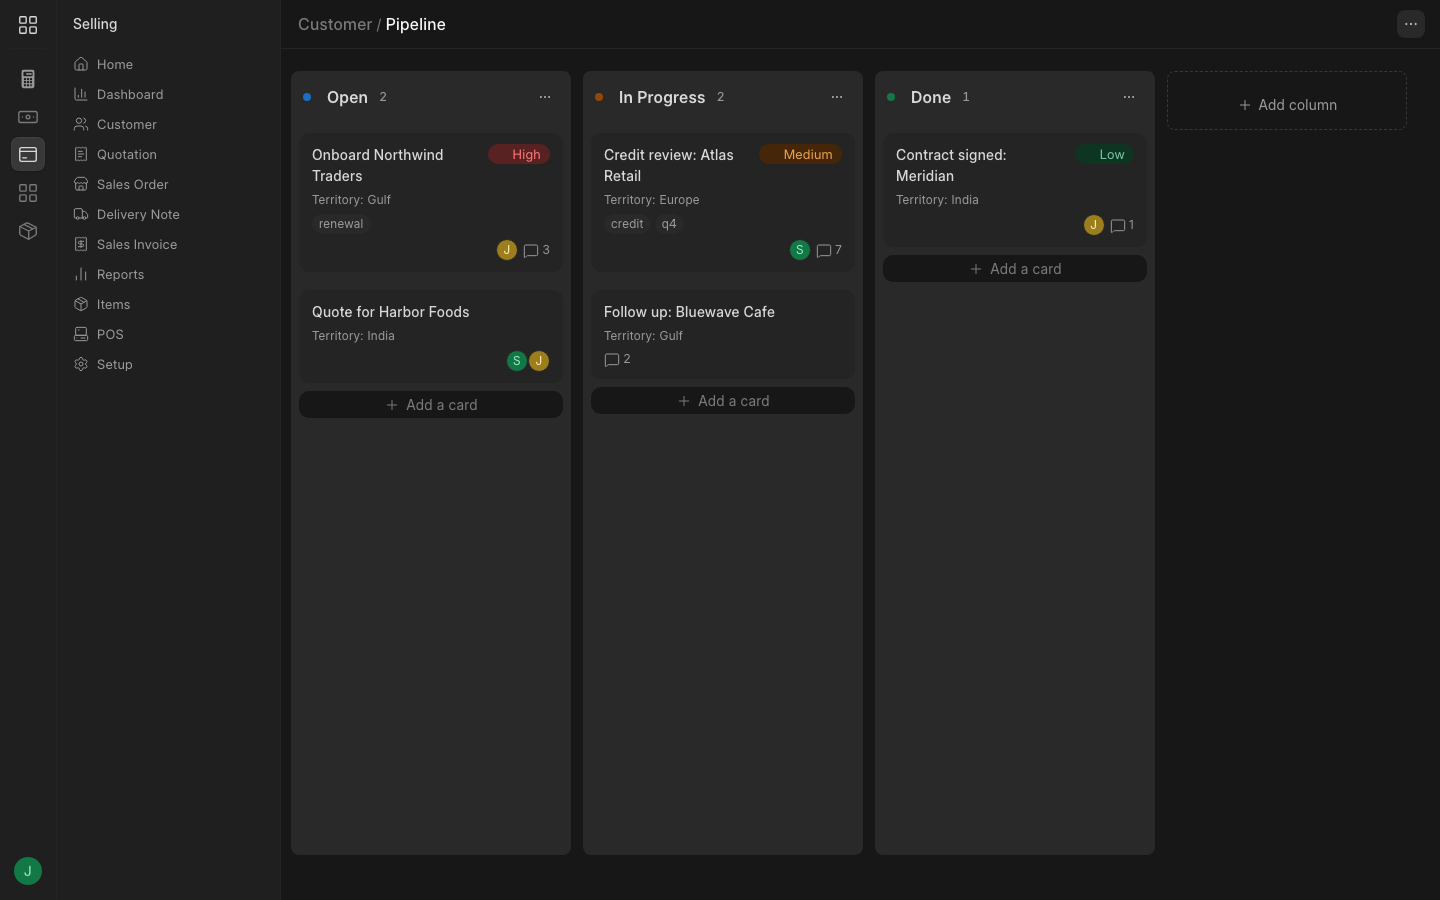 Selling
Home
Dashboard
Customer
Quotation
Sales Order
Delivery Note
Sales Invoice
Reports
Items
POS
Setup
J
Customer / Pipeline
Open 2
Onboard Northwind
Traders
High
Territory: Gulf
renewal
J 3
Quote for Harbor Foods
Territory: India
S J
Add a card
In Progress 2
Credit review: Atlas
Retail
Medium
Territory: Europe
credit q4
S 7
Follow up: Bluewave Cafe
Territory: Gulf
2
Add a card
Done 1
Contract signed:
Meridian
Low
Territory: India
J 1
Add a card
Add column